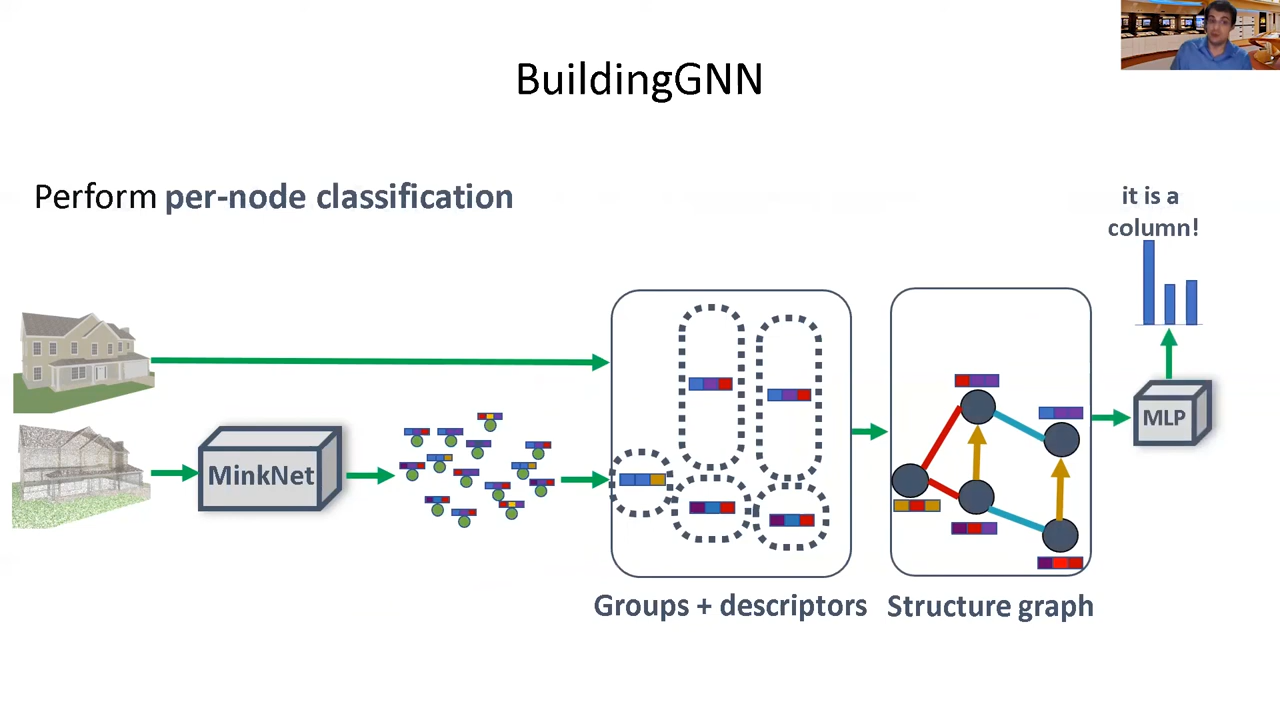 BuildingGNN
Perform per-node classification
it is a
column!
MinkNet
MLP
Groups + descriptors
Structure graph